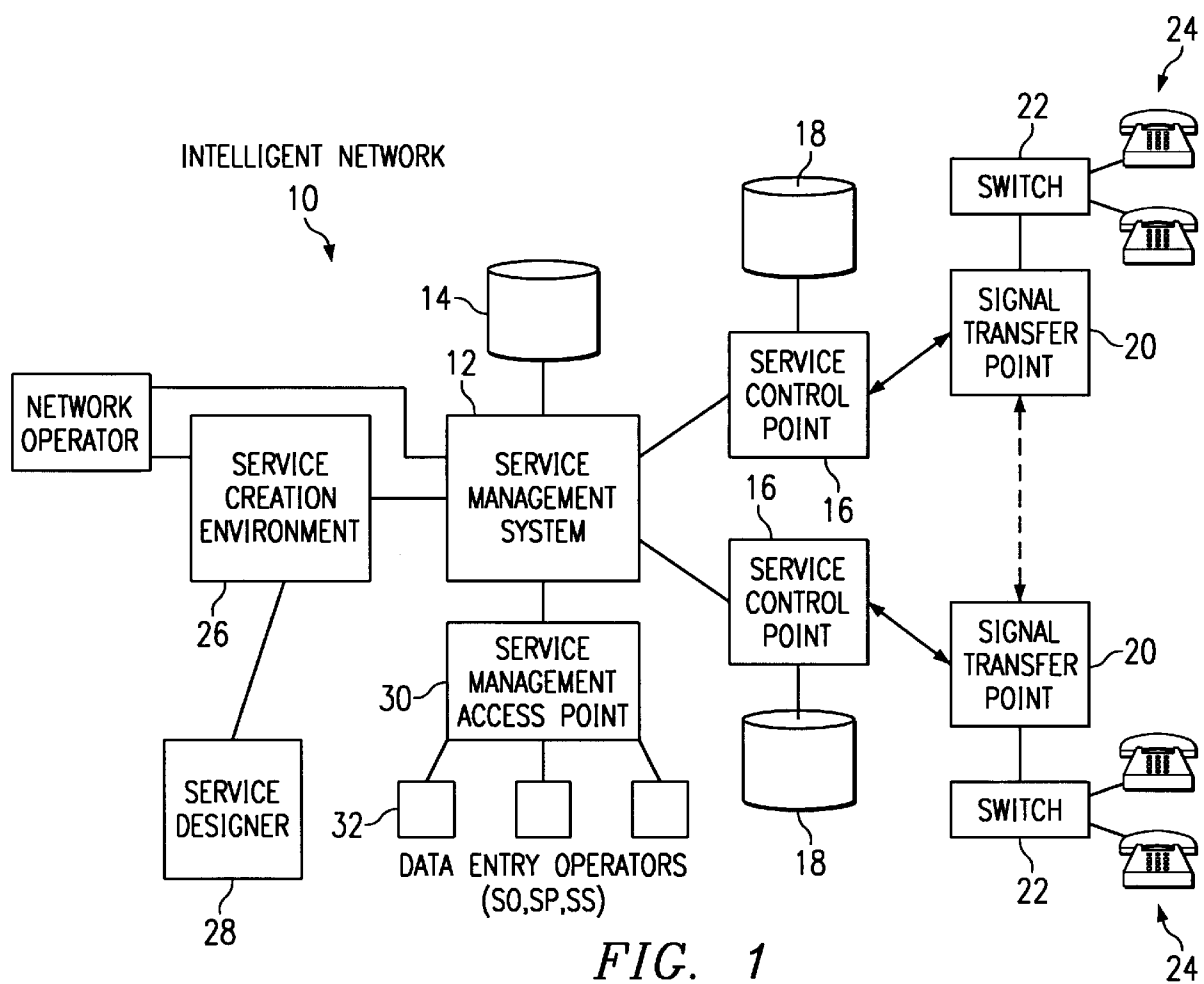 24
22
18
INTELLIGENT NETWORK
10
SWITCH
14
SIGNAL
TRANSFER
POINT
20
12
SERVICE
CONTROL
POINT
NETWORK
OPERATOR
SERVICE
CREATION
ENVIRONMENT
SERVICE
MANAGEMENT
SYSTEM
16
16
SERVICE
CONTROL
POINT
26
SERVICE
MANAGEMENT
ACCESS POINT
30
SIGNAL
TRANSFER
POINT
20
SERVICE
DESIGNER
32
SWITCH
18
DATA ENTRY OPERATORS
(SO,SP,SS)
22
28
24
FIG. 1